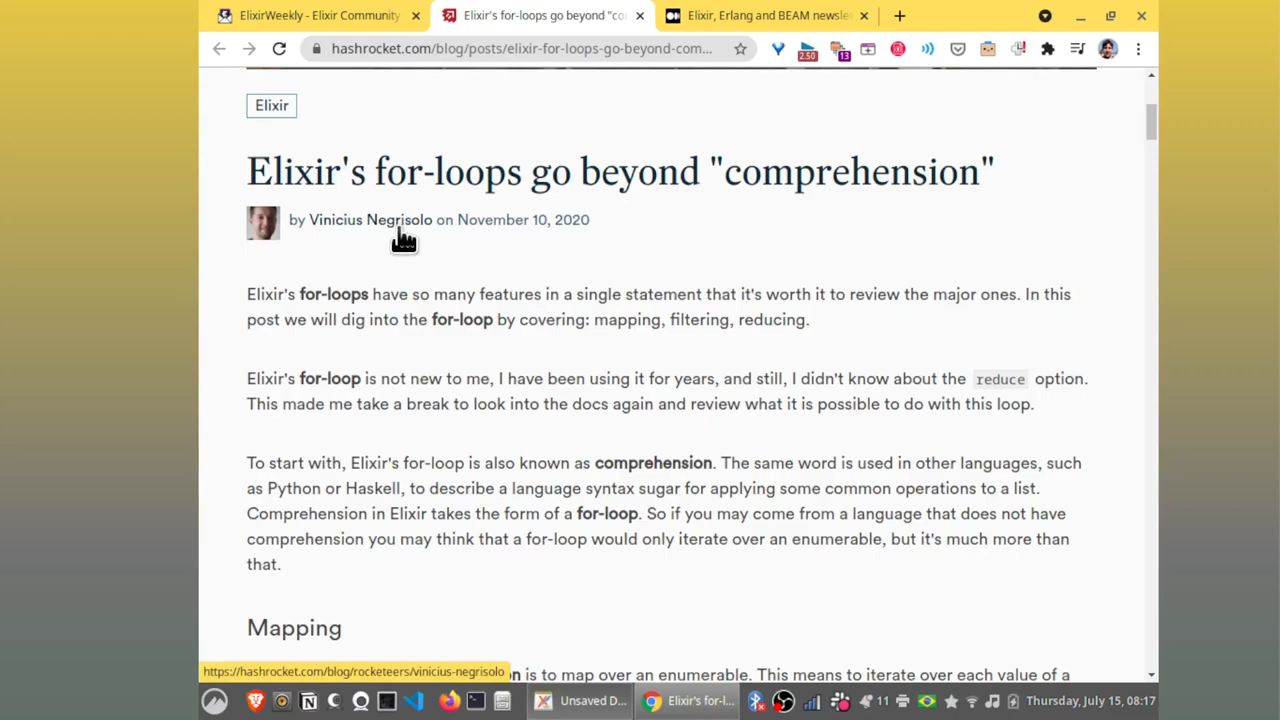 ElixirWeekly - Elixir Community
Elixir's for-loops go beyond "co
Elixir, Erlang and BEAM newsle
hashrocket.com/blog/posts/elixir-for-loops-go-beyond-com...
2.50
13
Elixir
Elixir's for-loops go beyond "comprehension"
by Vinicius Negrisolo on November 10, 2020
Elixir's for-loops have so many features in a single statement that it's worth it to review the major ones. In this
post we will dig into the for-loop by covering: mapping, filtering, reducing.
Elixir's for-loop is not new to me, I have been using it for years, and still, I didn't know about the reduce option.
This made me take a break to look into the docs again and review what it is possible to do with this loop.
To start with, Elixir's for-loop is also known as comprehension. The same word is used in other languages, such
as Python or Haskell, to describe a language syntax sugar for applying some common operations to a list.
Comprehension in Elixir takes the form of a for-loop. So if you may come from a language that does not have
comprehension you may think that a for-loop would only iterate over an enumerable, but it's much more than
that.
Mapping
is to map over an enumerable. This means to iterate over each value of a
https://hashrocket.com/blog/rocketeers/vinicius-negrisolo
Unsaved D...
Elixir's for-l...
11
Thursday, July 15, 08:17